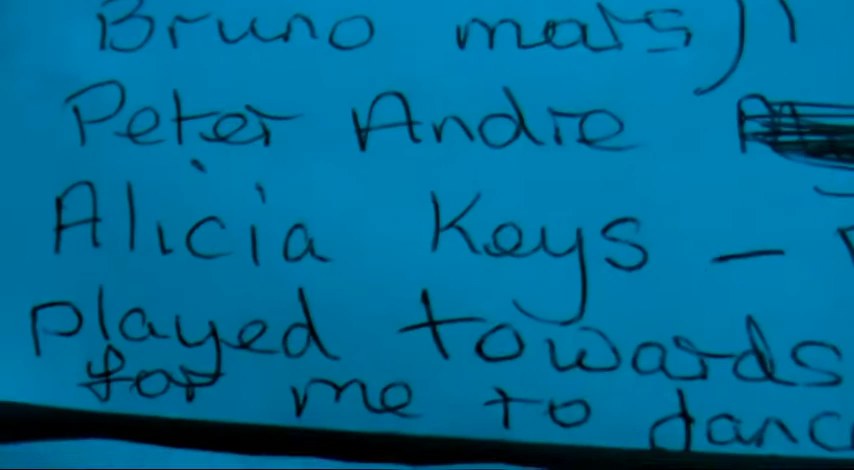 Bruno mars)
Peter Andre
Alicia Keys –
played towards
for me to danc